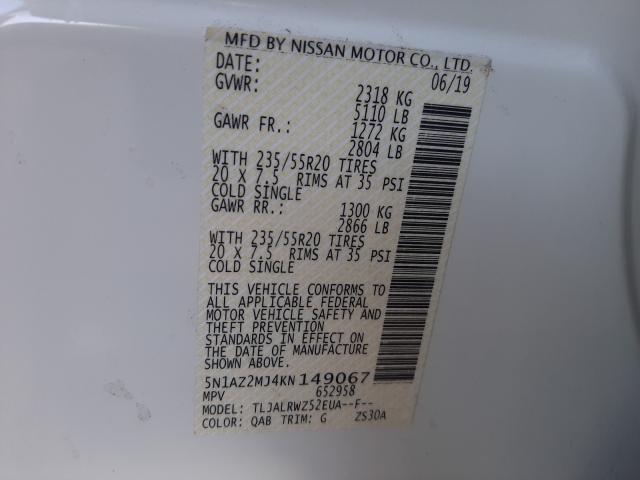 MFD BY NISSAN MOTOR CO., LTD.
DATE: 06/19
GVWR: 2318 KG
5110 LB
GAWR FR.: 1272 KG
2804 LB
WITH 235/55R20 TIRES
20 X 7.5 RIMS AT 35 PSI
COLD SINGLE
GAWR RR.: 1300 KG
2866 LB
WITH 235/55R20 TIRES
20 X 7.5 RIMS AT 35 PSI
COLD SINGLE
THIS VEHICLE CONFORMS TO
ALL APPLICABLE FEDERAL
MOTOR VEHICLE SAFETY AND
THEFT PREVENTION
STANDARDS IN EFFECT ON
THE DATE OF MANUFACTURE
SHOWN ABOVE.
5N1AZ2MJ4KN149067
MPV 652958
MODEL: TLJALRWZ52EUA--F--
COLOR: QAB TRIM: G ZS30A